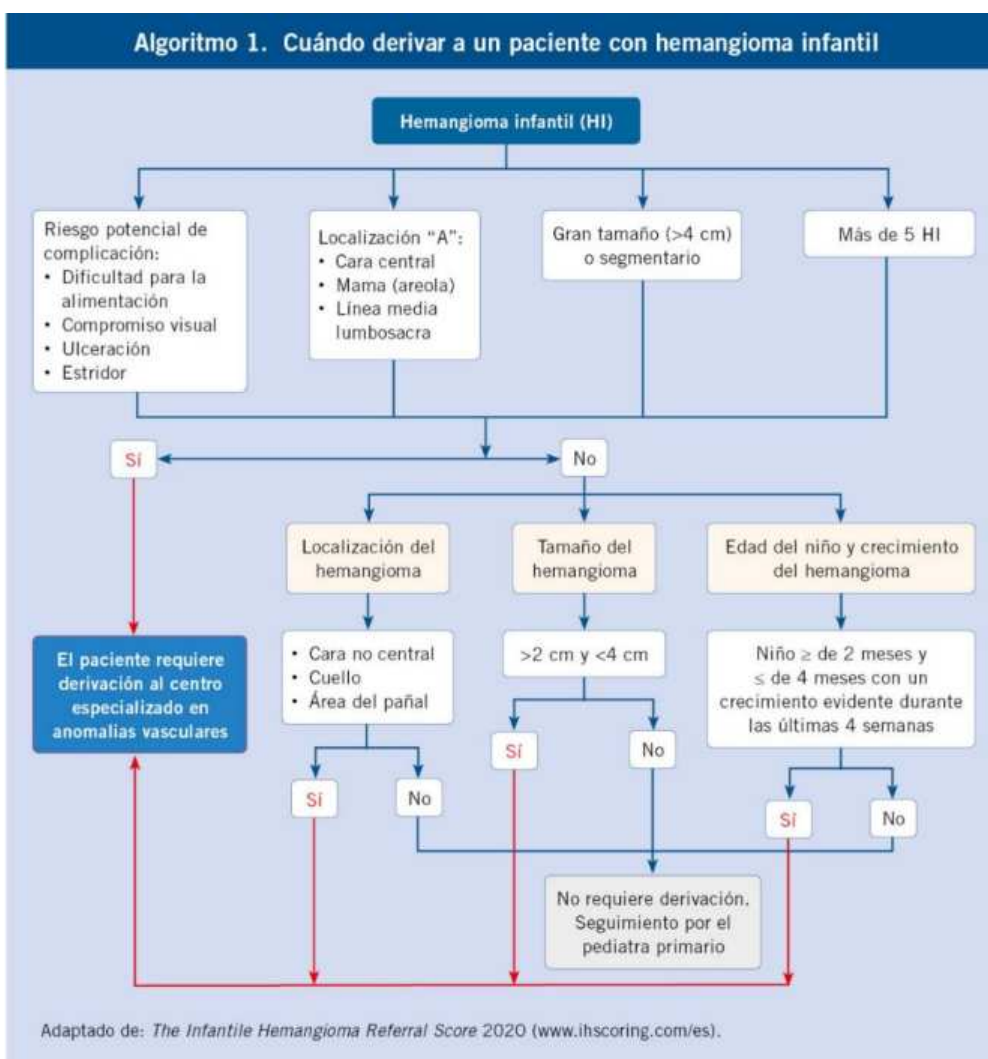 Algoritmo 1. Cuándo derivar a un paciente con hemangioma infantil
Hemangioma infantil (HI)
Riesgo potencial de
complicación:
• Dificultad para la
alimentación
• Compromiso visual
• Ulceración
• Estridor
Localización “A”:
• Cara central
• Mama (areola)
• Línea media
lumbosacra
Gran tamaño (>4 cm)
o segmentario
Más de 5 HI
Sí
No
Localización del
hemangioma
Tamaño del
hemangioma
Edad del niño y crecimiento
del hemangioma
El paciente requiere
derivación al centro
especializado en
anomalias vasculares
• Cara no central
• Cuello
• Área del pañal
>2 cm y <4 cm
Niño ≥ de 2 meses y
≤ de 4 meses con un
crecimiento evidente durante
las últimas 4 semanas
Sí
No
Sí
No
Sí
No
No requiere derivación.
Seguimiento por el
pediatra primario
Adaptado de: The Infantile Hemangioma Referral Score 2020 (www.ihscoring.com/es).